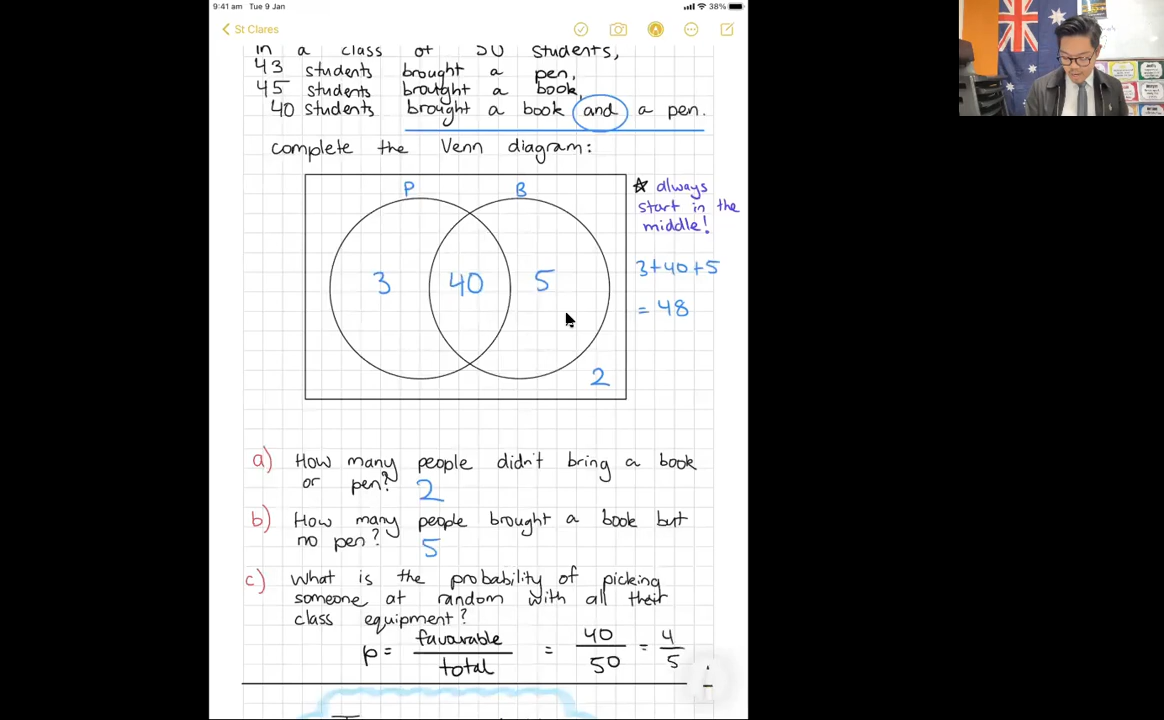 9:41 am Tue 9 Jan
38%
St Clares
In a class of 50 students,
43 students brought a pen,
45 students brought a book,
40 students brought a book and a pen.
complete the Venn diagram:
P B
☆ always
start in the
middle!
3+40+5
= 48
3 40 5
2
a) How many people didn't bring a book
or pen? 2
b) How many people brought a book but
no pen? 5
c) What is the probability of picking
someone at random with all their
class equipment?
p = favourable / total = 40/50 = 4/5